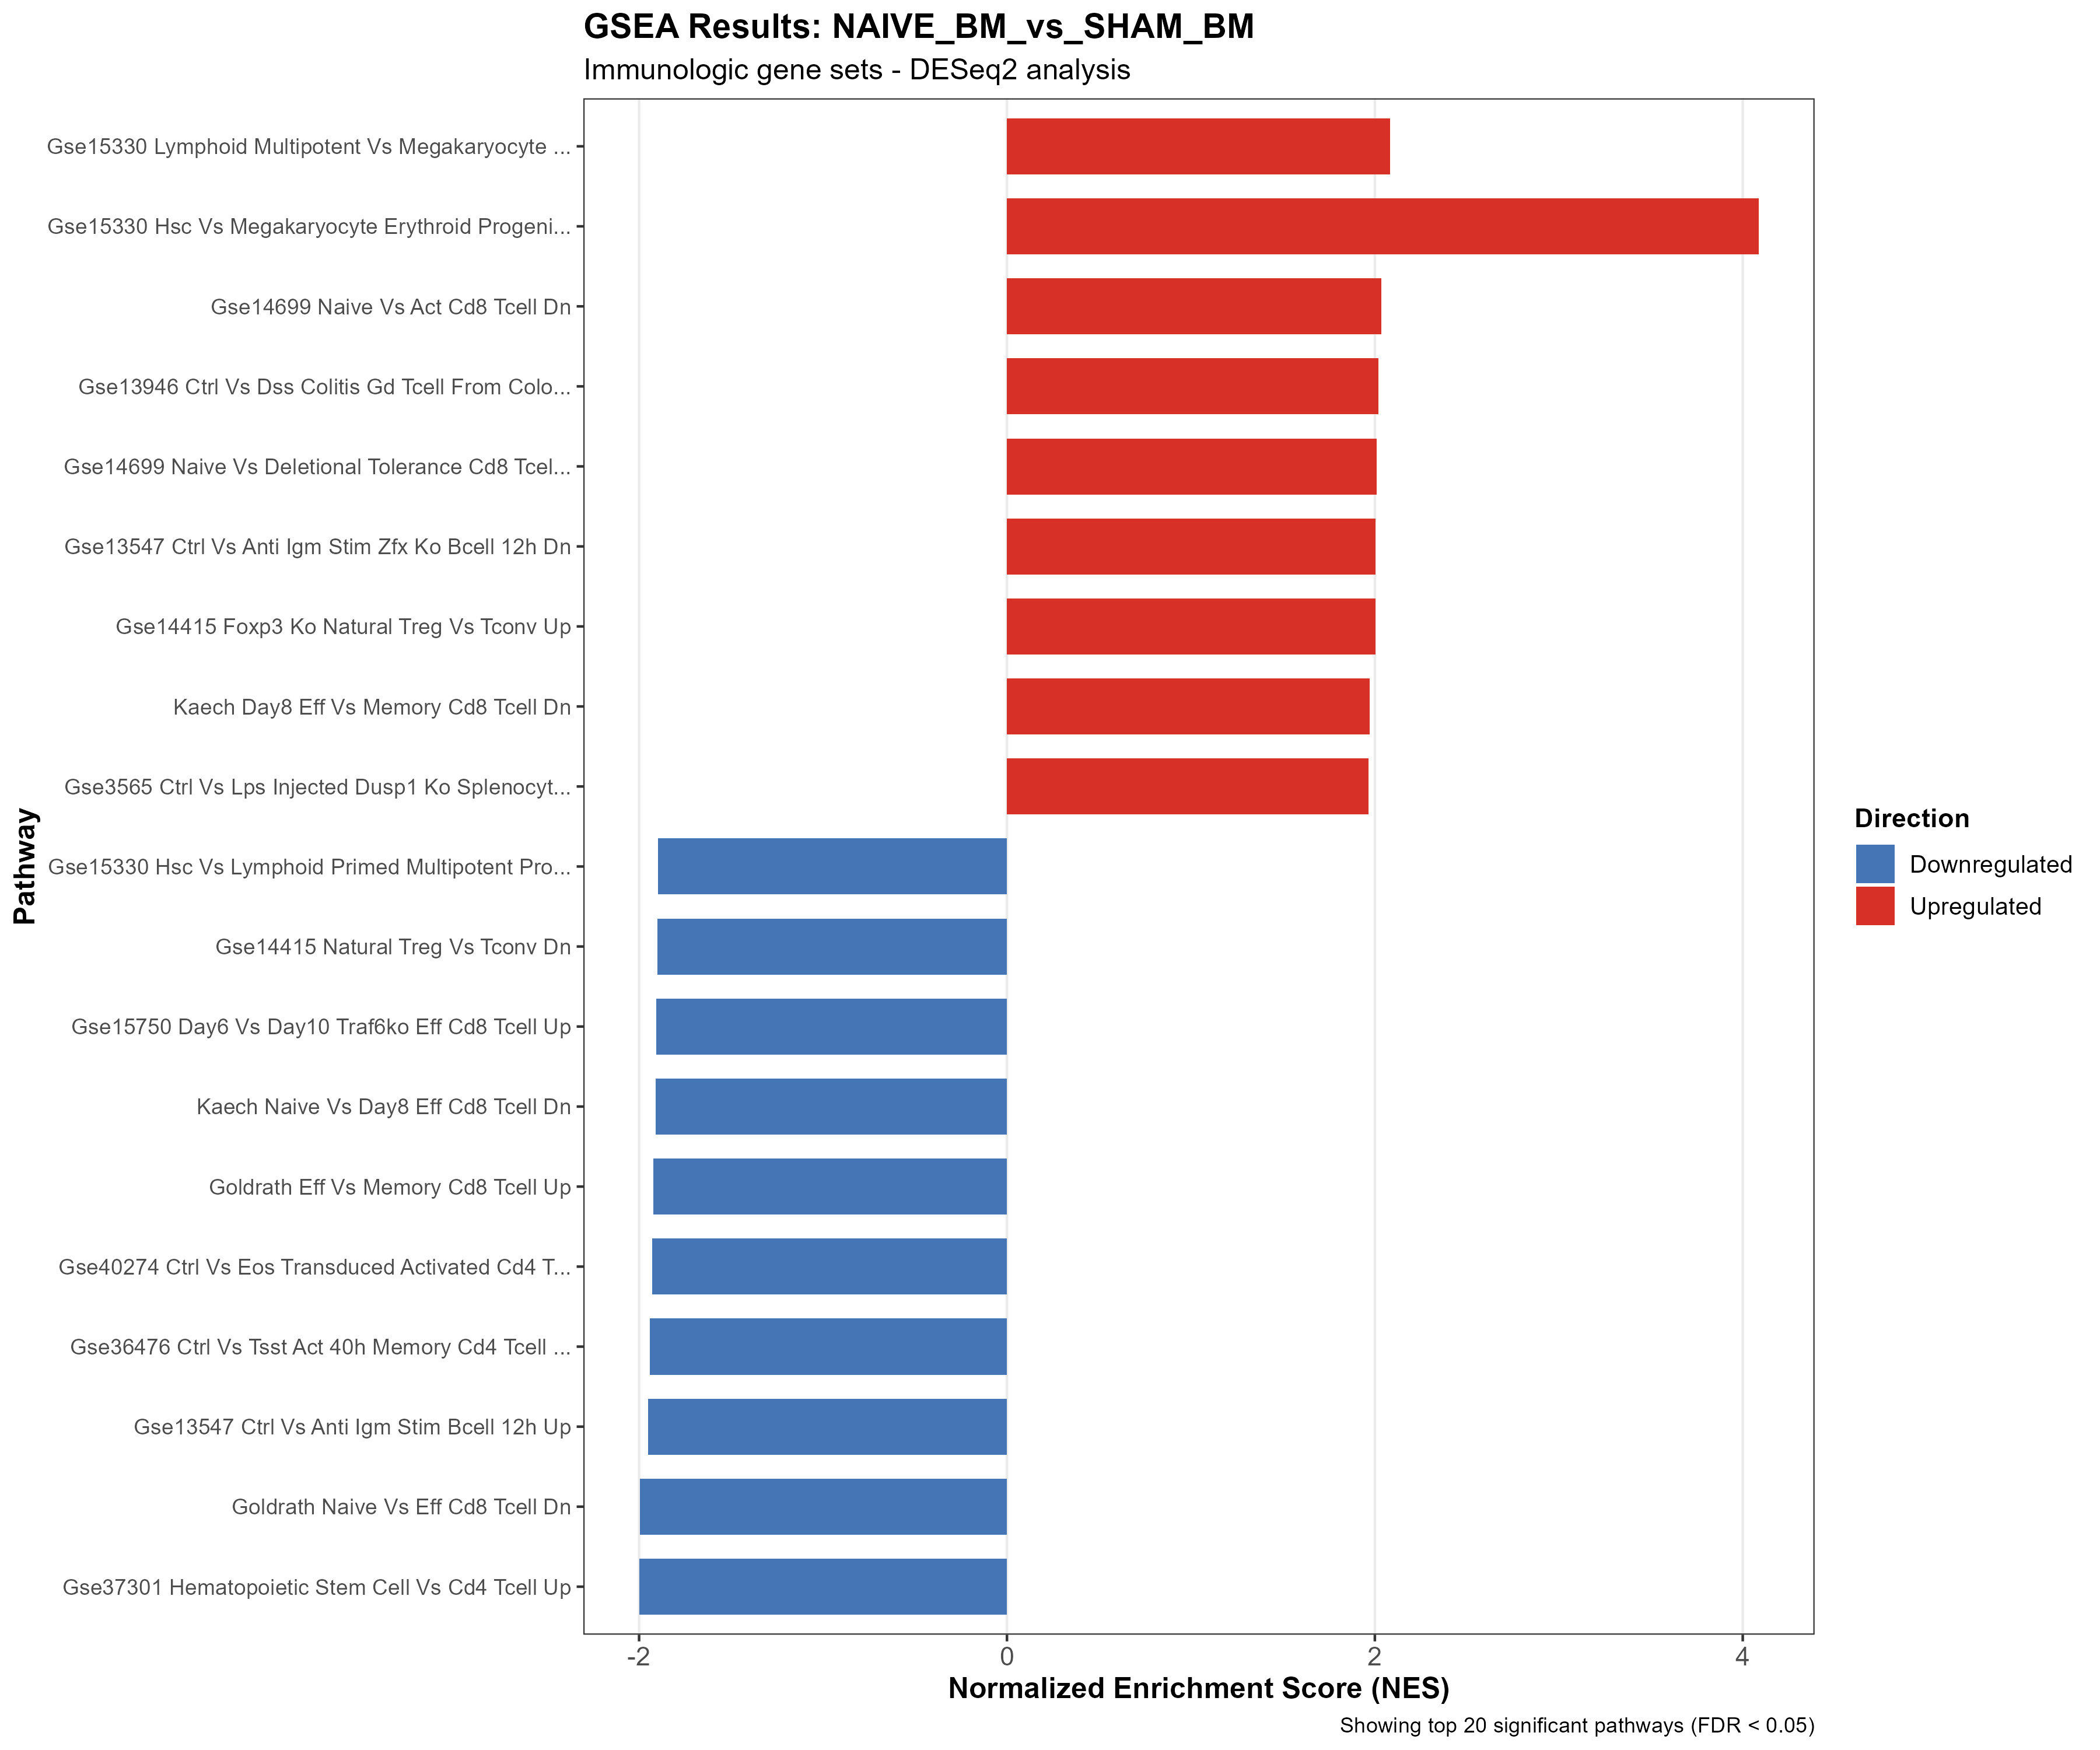 GSEA Results: NAIVE_BM_vs_SHAM_BM
Immunologic gene sets - DESeq2 analysis
Pathway
Gse15330 Lymphoid Multipotent Vs Megakaryocyte ...
Gse15330 Hsc Vs Megakaryocyte Erythroid Progeni...
Gse14699 Naive Vs Act Cd8 Tcell Dn
Gse13946 Ctrl Vs Dss Colitis Gd Tcell From Colo...
Gse14699 Naive Vs Deletional Tolerance Cd8 Tcel...
Gse13547 Ctrl Vs Anti Igm Stim Zfx Ko Bcell 12h Dn
Gse14415 Foxp3 Ko Natural Treg Vs Tconv Up
Kaech Day8 Eff Vs Memory Cd8 Tcell Dn
Gse3565 Ctrl Vs Lps Injected Dusp1 Ko Splenocyt...
Gse15330 Hsc Vs Lymphoid Primed Multipotent Pro...
Gse14415 Natural Treg Vs Tconv Dn
Gse15750 Day6 Vs Day10 Traf6ko Eff Cd8 Tcell Up
Kaech Naive Vs Day8 Eff Cd8 Tcell Dn
Goldrath Eff Vs Memory Cd8 Tcell Up
Gse40274 Ctrl Vs Eos Transduced Activated Cd4 T...
Gse36476 Ctrl Vs Tsst Act 40h Memory Cd4 Tcell ...
Gse13547 Ctrl Vs Anti Igm Stim Bcell 12h Up
Goldrath Naive Vs Eff Cd8 Tcell Dn
Gse37301 Hematopoietic Stem Cell Vs Cd4 Tcell Up
-2 0 2 4
Normalized Enrichment Score (NES)
Direction
Downregulated
Upregulated
Showing top 20 significant pathways (FDR < 0.05)